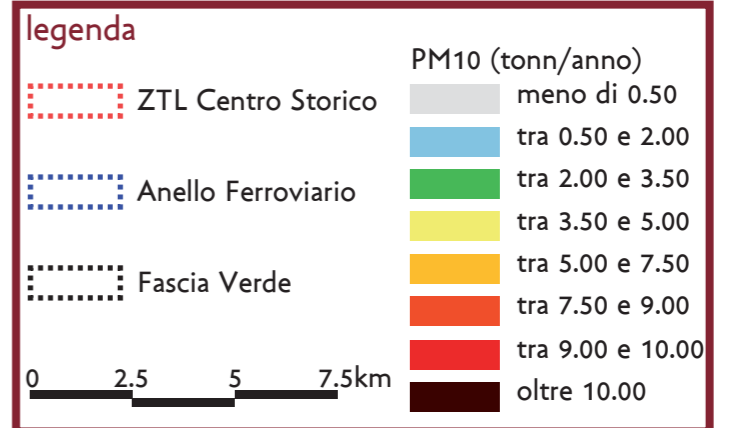 legenda
ZTL Centro Storico
Anello Ferroviario
Fascia Verde
0 2.5 5 7.5km
PM10 (tonn/anno)
meno di 0.50
tra 0.50 e 2.00
tra 2.00 e 3.50
tra 3.50 e 5.00
tra 5.00 e 7.50
tra 7.50 e 9.00
tra 9.00 e 10.00
oltre 10.00